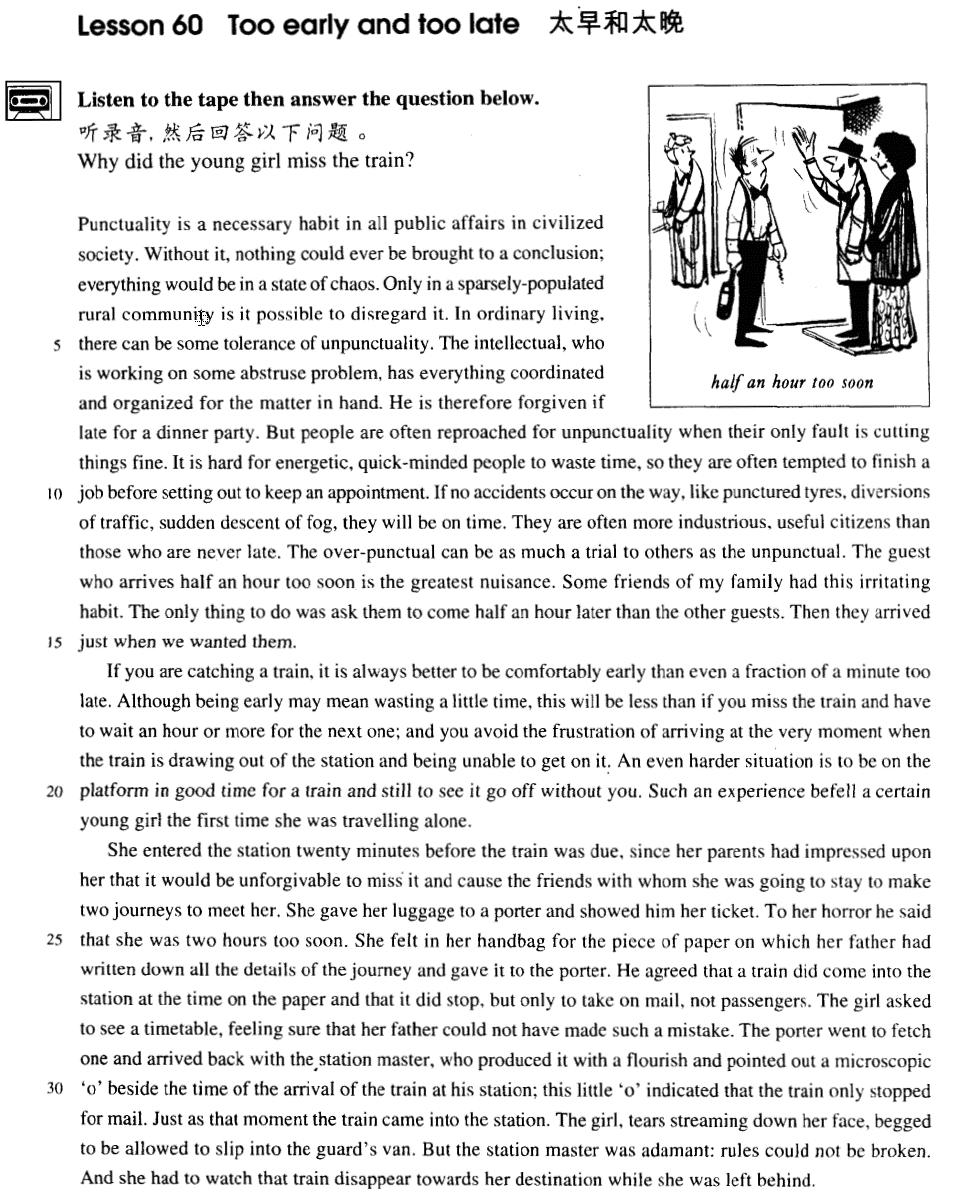 Lesson 60 Too early and too late 太早和太晚
Listen to the tape then answer the question below.
听录音，然后回答以下问题。
Why did the young girl miss the train?
half an hour too soon
Punctuality is a necessary habit in all public affairs in civilized
society. Without it, nothing could ever be brought to a conclusion;
everything would be in a state of chaos. Only in a sparsely-populated
rural community is it possible to disregard it. In ordinary living,
5 there can be some tolerance of unpunctuality. The intellectual, who
is working on some abstruse problem, has everything coordinated
and organized for the matter in hand. He is therefore forgiven if
late for a dinner party. But people are often reproached for unpunctuality when their only fault is cutting
things fine. It is hard for energetic, quick-minded people to waste time, so they are often tempted to finish a
10 job before setting out to keep an appointment. If no accidents occur on the way, like punctured tyres, diversions
of traffic, sudden descent of fog, they will be on time. They are often more industrious, useful citizens than
those who are never late. The over-punctual can be as much a trial to others as the unpunctual. The guest
who arrives half an hour too soon is the greatest nuisance. Some friends of my family had this irritating
habit. The only thing to do was ask them to come half an hour later than the other guests. Then they arrived
15 just when we wanted them.
If you are catching a train, it is always better to be comfortably early than even a fraction of a minute too
late. Although being early may mean wasting a little time, this will be less than if you miss the train and have
to wait an hour or more for the next one; and you avoid the frustration of arriving at the very moment when
the train is drawing out of the station and being unable to get on it. An even harder situation is to be on the
20 platform in good time for a train and still to see it go off without you. Such an experience befell a certain
young girl the first time she was travelling alone.
She entered the station twenty minutes before the train was due, since her parents had impressed upon
her that it would be unforgivable to miss it and cause the friends with whom she was going to stay to make
two journeys to meet her. She gave her luggage to a porter and showed him her ticket. To her horror he said
25 that she was two hours too soon. She felt in her handbag for the piece of paper on which her father had
written down all the details of the journey and gave it to the porter. He agreed that a train did come into the
station at the time on the paper and that it did stop, but only to take on mail, not passengers. The girl asked
to see a timetable, feeling sure that her father could not have made such a mistake. The porter went to fetch
one and arrived back with the station master, who produced it with a flourish and pointed out a microscopic
30 ‘o’ beside the time of the arrival of the train at his station; this little ‘o’ indicated that the train only stopped
for mail. Just as that moment the train came into the station. The girl, tears streaming down her face, begged
to be allowed to slip into the guard’s van. But the station master was adamant: rules could not be broken.
And she had to watch that train disappear towards her destination while she was left behind.